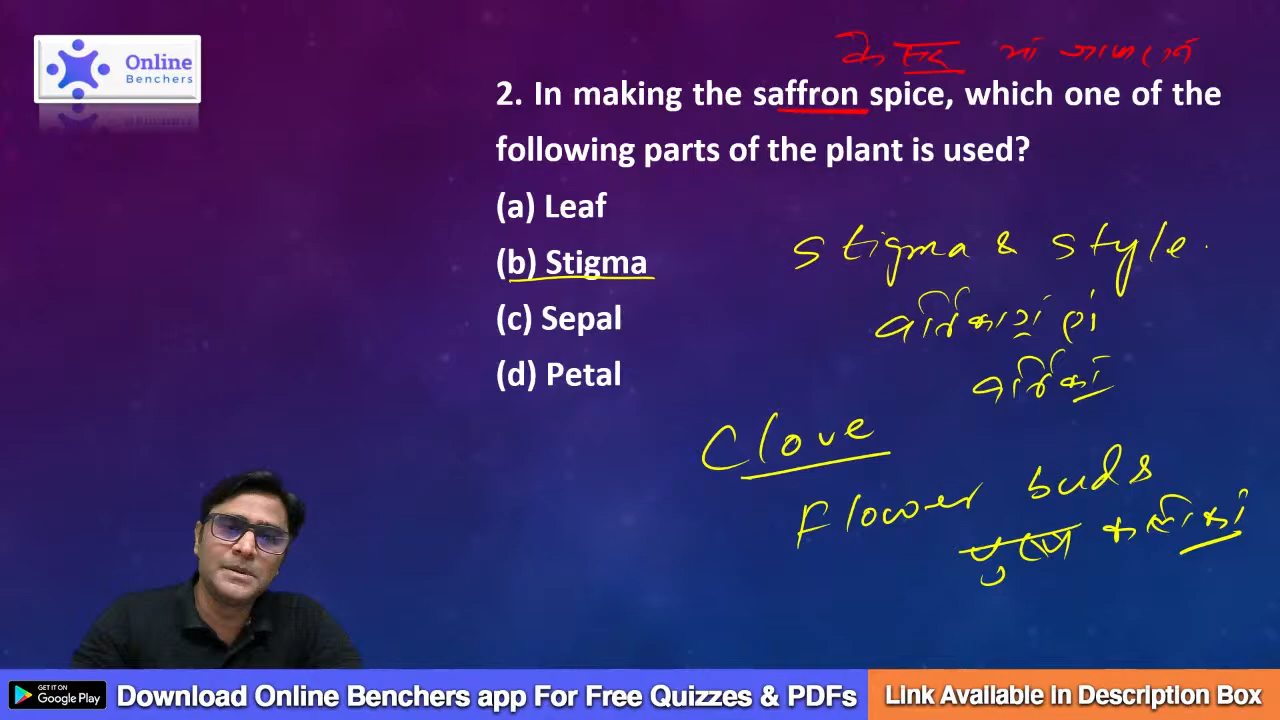 Online
Benchers
2. In making the saffron spice, which one of the
following parts of the plant is used?
(a) Leaf
(b) Stigma
(c) Sepal
(d) Petal
Stigma & Style
वर्तिका
Clove
Flower buds
पुष्प कलिका
GET IT ON
Google Play
Download Online Benchers app For Free Quizzes & PDFs
Link Available In Description Box